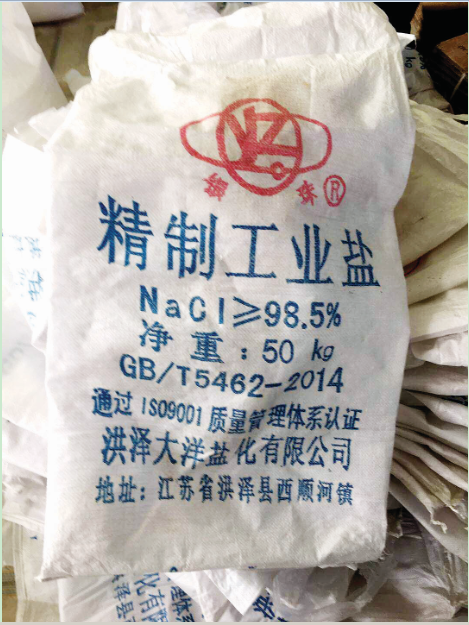 YZ
珠®
精制工业盐
NaCl≥98.5%
净重:50 kg
GB/T5462-2014
通过ISO9001质量管理体系认证
洪泽大洋盐化有限公司
地址:江苏省洪泽县西顺河镇